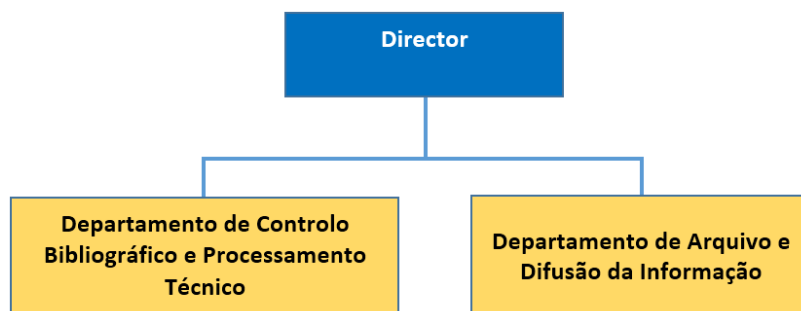 Director
Departamento de Controlo
Bibliográfico e Processamento
Técnico
Departamento de Arquivo e
Difusão da Informação